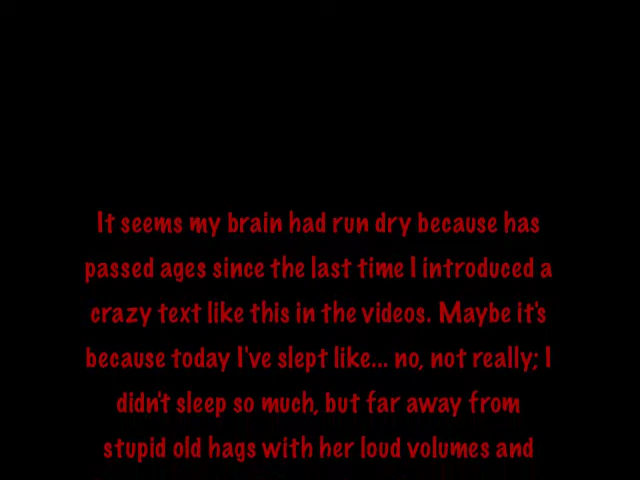 It seems my brain had run dry because has
passed ages since the last time I introduced a
crazy text like this in the videos. Maybe it's
because today I've slept like... no, not really; I
didn't sleep so much, but far away from
stupid old hags with her loud volumes and